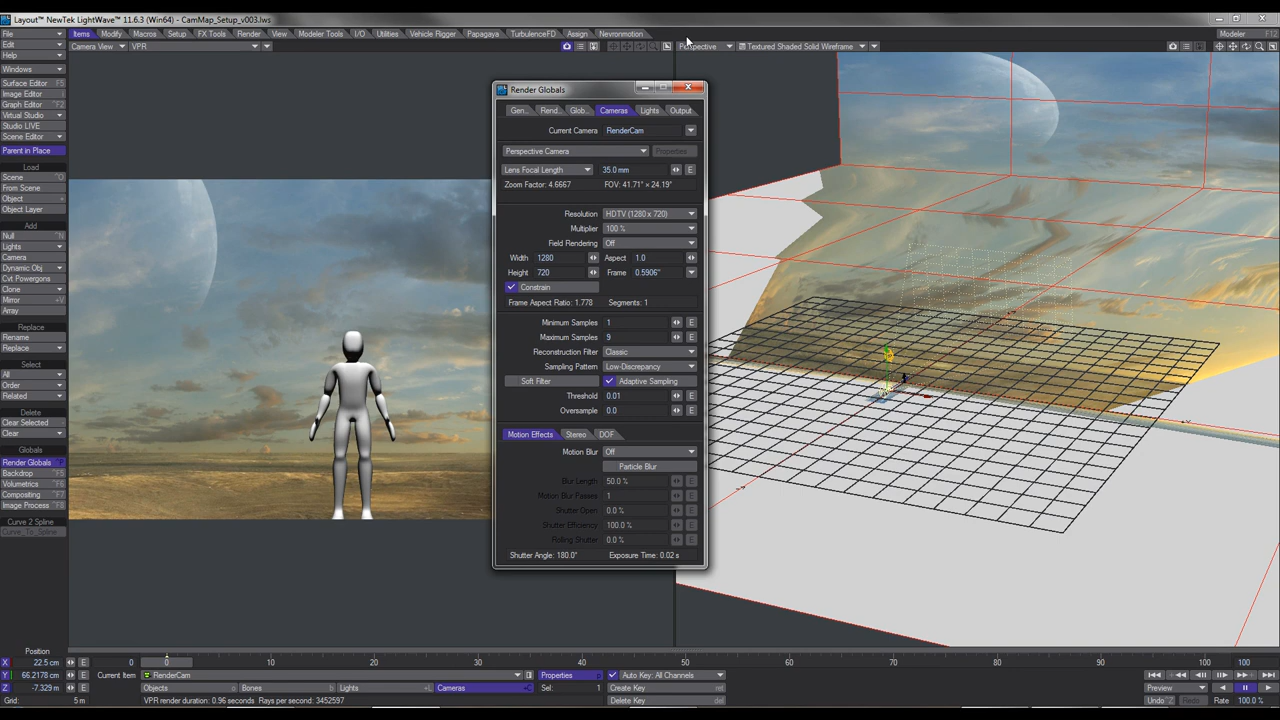 Layout™ NewTek LightWave™ 11.6.3 (Win64) - CamMap_Setup_v003.lws
File
Items Modify Macros Setup FX Tools Render View Modeler Tools I/O Utilities Vehicle Rigger Papagaya TurbulenceFD Assign Nevronmotion
Modeler F12
Edit
Camera View VPR
Perspective Textured Shaded Solid Wireframe
Help
Windows
Surface Editor F5
Image Editor
Graph Editor ^F2
Virtual Studio
Studio LIVE
Scene Editor
Parent in Place
Load
Scene ^O
From Scene
Object +
Object Layer
Add
Null ^N
Lights
Camera
Dynamic Obj
Cvt Powergons
Clone
Mirror +V
Array
Replace
Rename
Replace
Select
All
Order
Related
Delete
Clear Selected -
Clear
Globals
Render Globals ^P
Backdrop ^F5
Volumetrics ^F6
Compositing ^F7
Image Process ^F8
Curve 2 Spline
Curve_To_Spline
Render Globals
Gen... Rend... Glob... Cameras Lights Output
Current Camera RenderCam
Perspective Camera Properties
Lens Focal Length 35.0 mm E
Zoom Factor: 4.6667 FOV: 41.71° × 24.19°
Resolution HDTV (1280 x 720)
Multiplier 100 %
Field Rendering Off
Width 1280 Aspect 1.0
Height 720 Frame 0.5906"
Constrain
Frame Aspect Ratio: 1.778 Segments: 1
Minimum Samples 1 E
Maximum Samples 9 E
Reconstruction Filter Classic
Sampling Pattern Low-Discrepancy
Soft Filter Adaptive Sampling
Threshold 0.01 E
Oversample 0.0 E
Motion Effects Stereo DOF
Motion Blur Off
Particle Blur
Blur Length 50.0 % E
Motion Blur Passes 1 E
Shutter Open 0.0 % E
Shutter Efficiency 100.0 % E
Rolling Shutter 0.0 % E
Shutter Angle: 180.0° Exposure Time: 0.02 s
Position
X 22.5 cm E 0 0 10 20 30 40 50 60 70 80 90 100 100
Y 66.2178 cm E Current Item RenderCam Properties Auto Key: All Channels
Z -7.329 m E Objects Bones Lights Cameras Sel: 1 Create Key Preview
Grid: 5 m VPR render duration: 0.96 seconds Rays per second: 3452597 Delete Key Undo ^Z Redo Rate 100.0 %